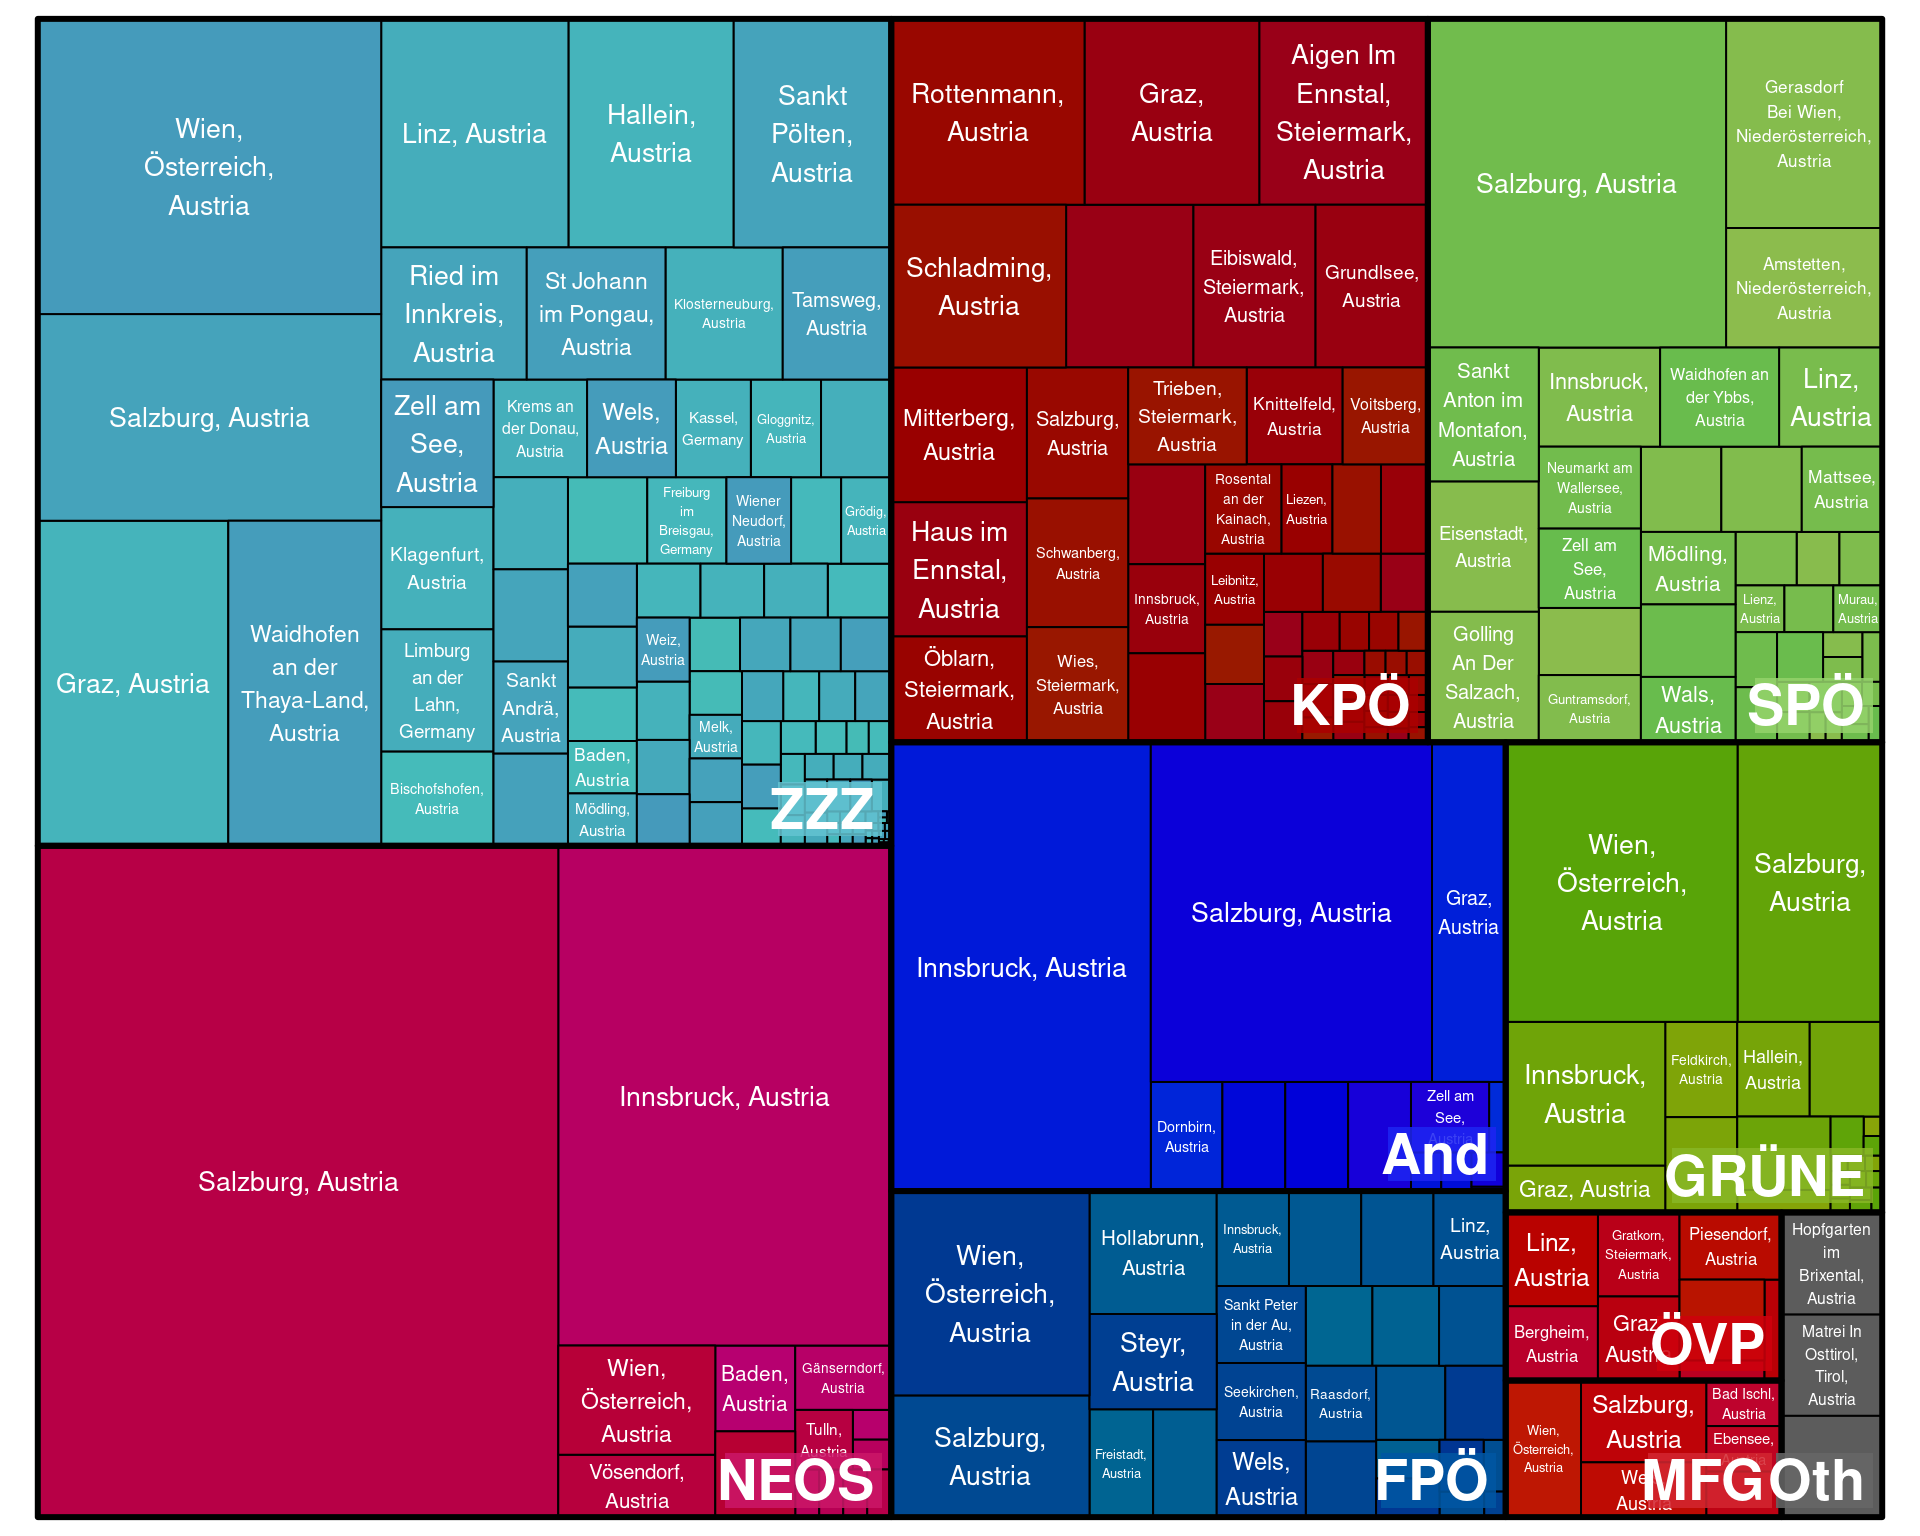 Wien,
Österreich,
Austria
Linz, Austria
Hallein,
Austria
Sankt
Pölten,
Austria
Salzburg, Austria
Graz, Austria
Waidhofen
an der
Thaya-Land,
Austria
Ried im
Innkreis,
Austria
St Johann
im Pongau,
Austria
Klosterneuburg,
Austria
Tamsweg,
Austria
Zell am
See,
Austria
Krems an
der Donau,
Austria
Wels,
Austria
Kassel,
Germany
Gloggnitz,
Austria
Klagenfurt,
Austria
Freiburg
im
Breisgau,
Germany
Wiener
Neudorf,
Austria
Grödig,
Austria
Limburg
an der
Lahn,
Germany
Sankt
Andrä,
Austria
Weiz,
Austria
Melk,
Austria
Bischofshofen,
Austria
Baden,
Austria
Mödling,
Austria
ZZZ
Rottenmann,
Austria
Graz,
Austria
Aigen Im
Ennstal,
Steiermark,
Austria
Schladming,
Austria
Eibiswald,
Steiermark,
Austria
Grundlsee,
Austria
Mitterberg,
Austria
Salzburg,
Austria
Trieben,
Steiermark,
Austria
Knittelfeld,
Austria
Voitsberg,
Austria
Haus im
Ennstal,
Austria
Schwanberg,
Austria
Rosental
an der
Kainach,
Austria
Liezen,
Austria
Innsbruck,
Austria
Leibnitz,
Austria
Öblarn,
Steiermark,
Austria
Wies,
Steiermark,
Austria
KPÖ
Salzburg, Austria
Gerasdorf
Bei Wien,
Niederösterreich,
Austria
Amstetten,
Niederösterreich,
Austria
Sankt
Anton im
Montafon,
Austria
Innsbruck,
Austria
Waidhofen an
der Ybbs,
Austria
Linz,
Austria
Neumarkt am
Wallersee,
Austria
Mattsee,
Austria
Eisenstadt,
Austria
Zell am
See,
Austria
Mödling,
Austria
Lienz,
Austria
Murau,
Austria
Golling
An Der
Salzach,
Austria
Guntramsdorf,
Austria
Wals,
Austria
SPÖ
Salzburg, Austria
Innsbruck, Austria
Wien,
Österreich,
Austria
Baden,
Austria
Gänserndorf,
Austria
Tulln,
Austria
Vösendorf,
Austria
NEOS
Innsbruck, Austria
Salzburg, Austria
Graz,
Austria
Dornbirn,
Austria
Zell am
See,
Austria
And
Wien,
Österreich,
Austria
Salzburg,
Austria
Innsbruck,
Austria
Feldkirch,
Austria
Hallein,
Austria
Graz, Austria
GRÜNE
Wien,
Österreich,
Austria
Hollabrunn,
Austria
Innsbruck,
Austria
Linz,
Austria
Steyr,
Austria
Sankt Peter
in der Au,
Austria
Salzburg,
Austria
Seekirchen,
Austria
Raasdorf,
Austria
Freistadt,
Austria
Wels,
Austria
FPÖ
Linz,
Austria
Gratkorn,
Steiermark,
Austria
Piesendorf,
Austria
Bergheim,
Austria
Graz
Austria
ÖVP
Wien,
Österreich,
Austria
Salzburg,
Austria
Bad Ischl,
Austria
Ebensee,
Austria
MFG
Hopfgarten
im
Brixental,
Austria
Matrei In
Osttirol,
Tirol,
Austria
Oth